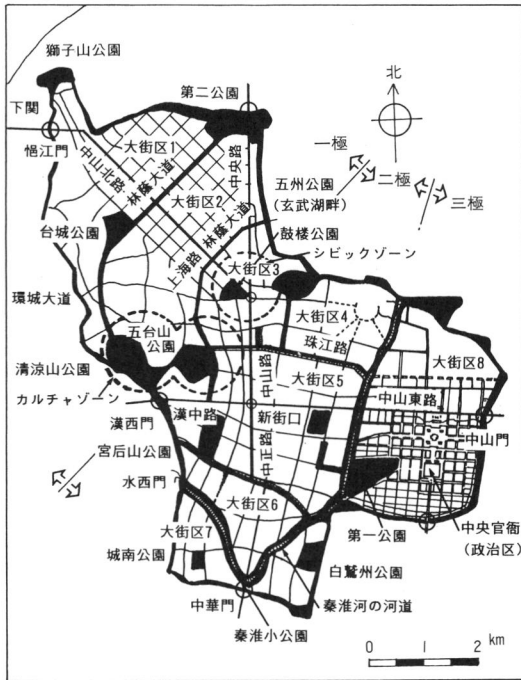 獅子山公園
第二公園
北
下関
大街区1
一極
中央路
挹江門
中山北路
林蔭大道
五州公園
(玄武湖畔)
二極
三極
大街区2
台城公園
鼓楼公園
林蔭大道
シビックゾーン
上海路
大街区3
環城大道
大街区4
五台山
公園
珠江路
大街区8
清涼山公園
中山路
大街区5
カルチャゾーン
中山東路
漢西門
漢中路
新街口
中山門
宮后山公園
中正路
水西門
大街区6
中央官衙
(政治区)
大街区7
第一公園
城南公園
白鷺州公園
中華門
秦淮河の河道
秦淮小公園
0 1 2 km